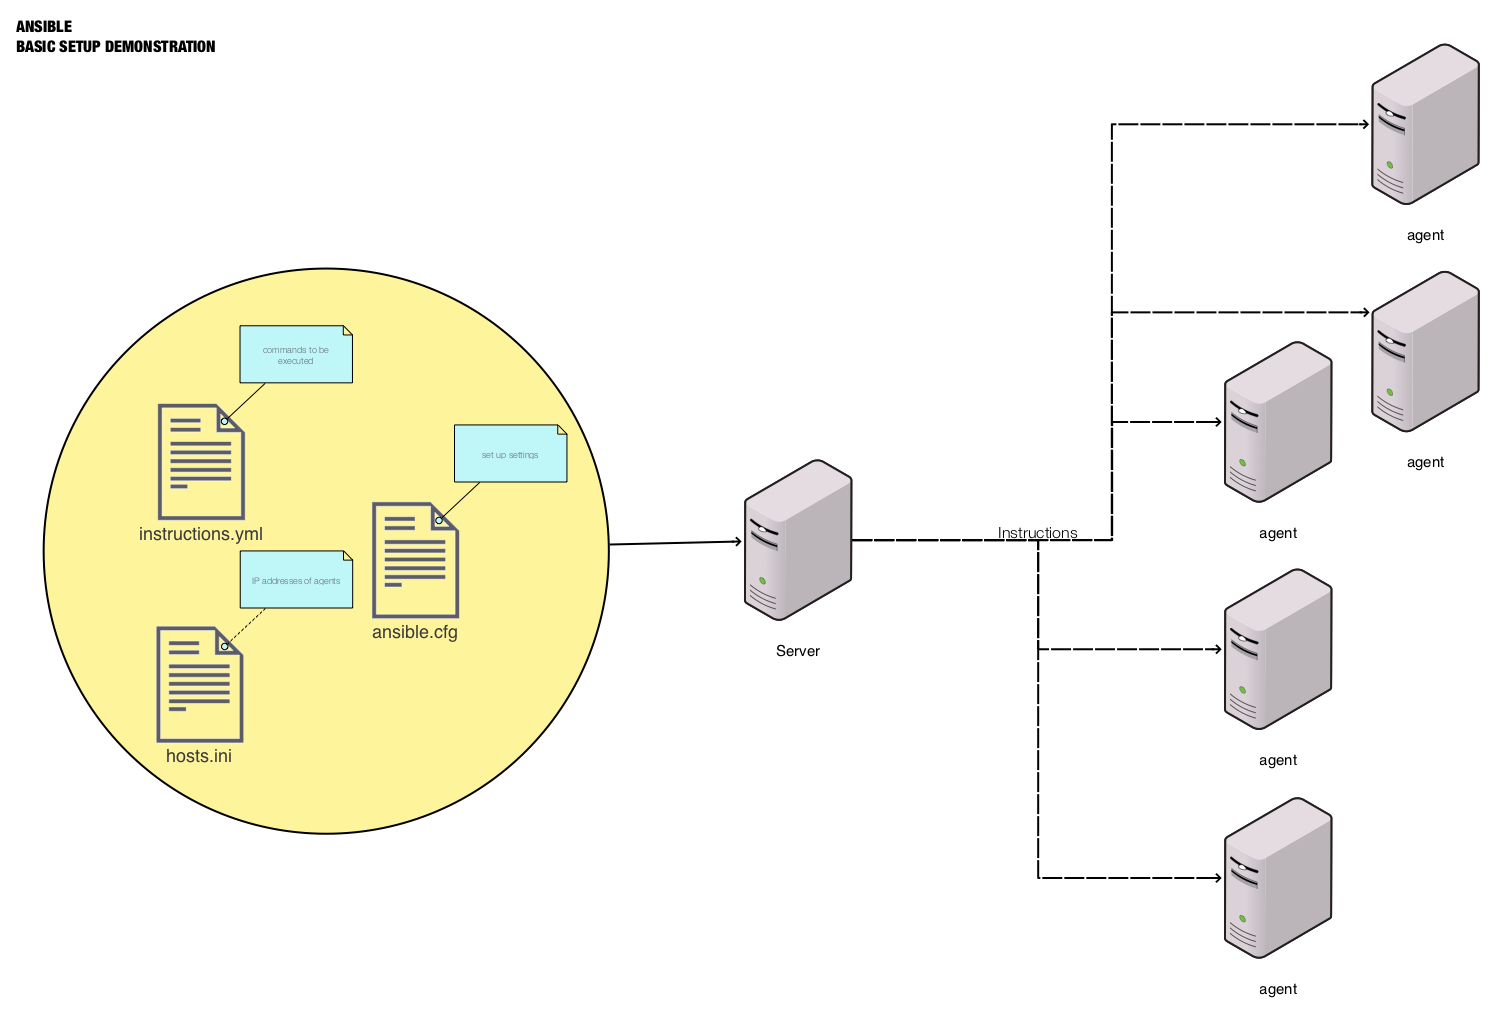 ANSIBLE
BASIC SETUP DEMONSTRATION
commands to be
executed
instructions.yml
set up settings
ansible.cfg
IP addresses of agents
hosts.ini
Server
Instructions
agent
agent
agent
agent
agent